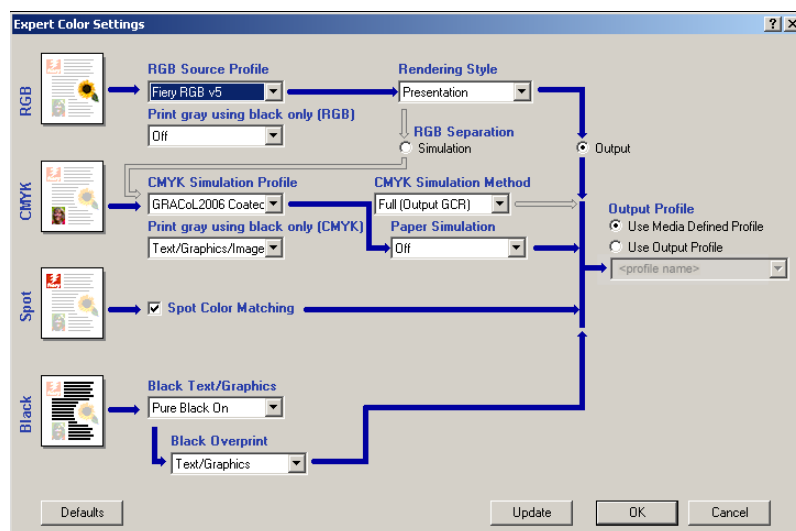 Expert Color Settings
RGB
RGB Source Profile
Rendering Style
Fiery RGB v5
Presentation
Print gray using black only (RGB)
Off
RGB Separation
Simulation
Output
CMYK
CMYK Simulation Profile
CMYK Simulation Method
GRACoL2006 Coated
Full (Output GCR)
Output Profile
Use Media Defined Profile
Print gray using black only (CMYK)
Paper Simulation
Text/Graphics/Image
Off
Use Output Profile
<profile name>
Spot
Spot Color Matching
Black
Black Text/Graphics
Pure Black On
Black Overprint
Text/Graphics
Defaults
Update
OK
Cancel